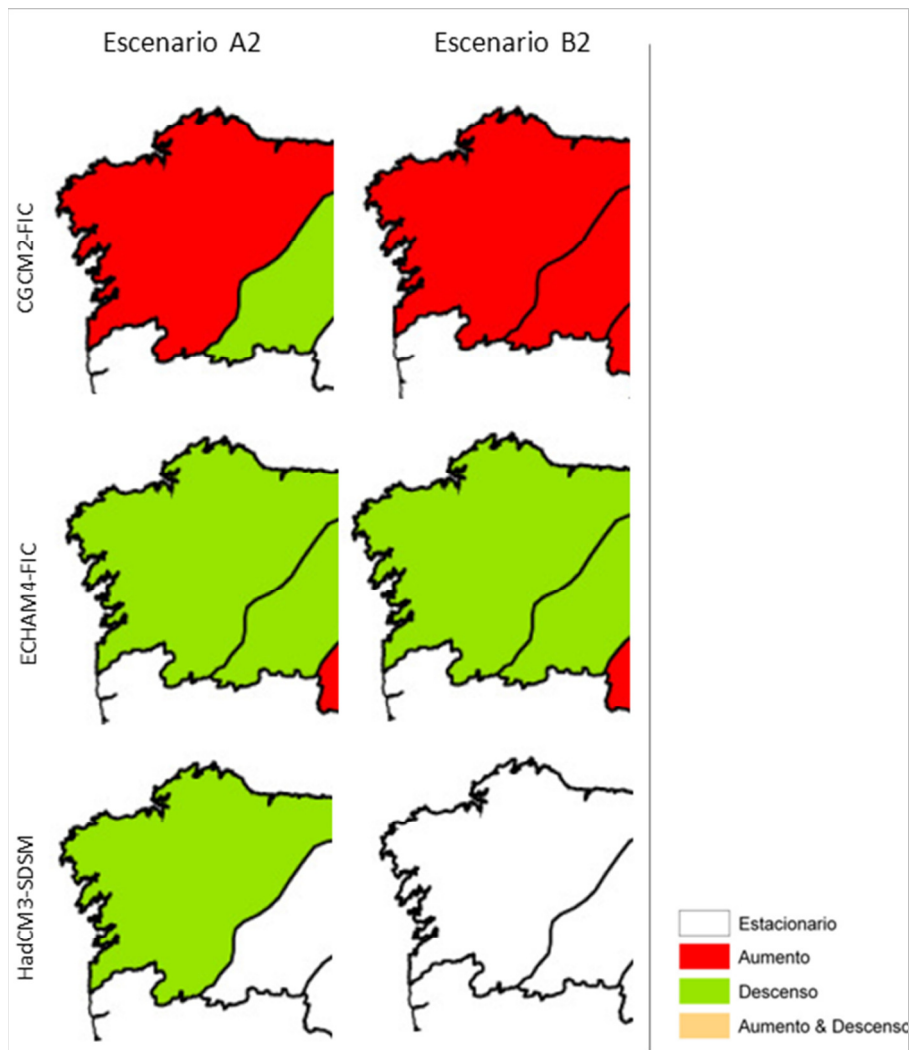 Escenario A2
Escenario B2
CGCM2-FIC
ECHAM4-FIC
HadCM3-SDSM
Estacionario
Aumento
Descenso
Aumento & Descenso